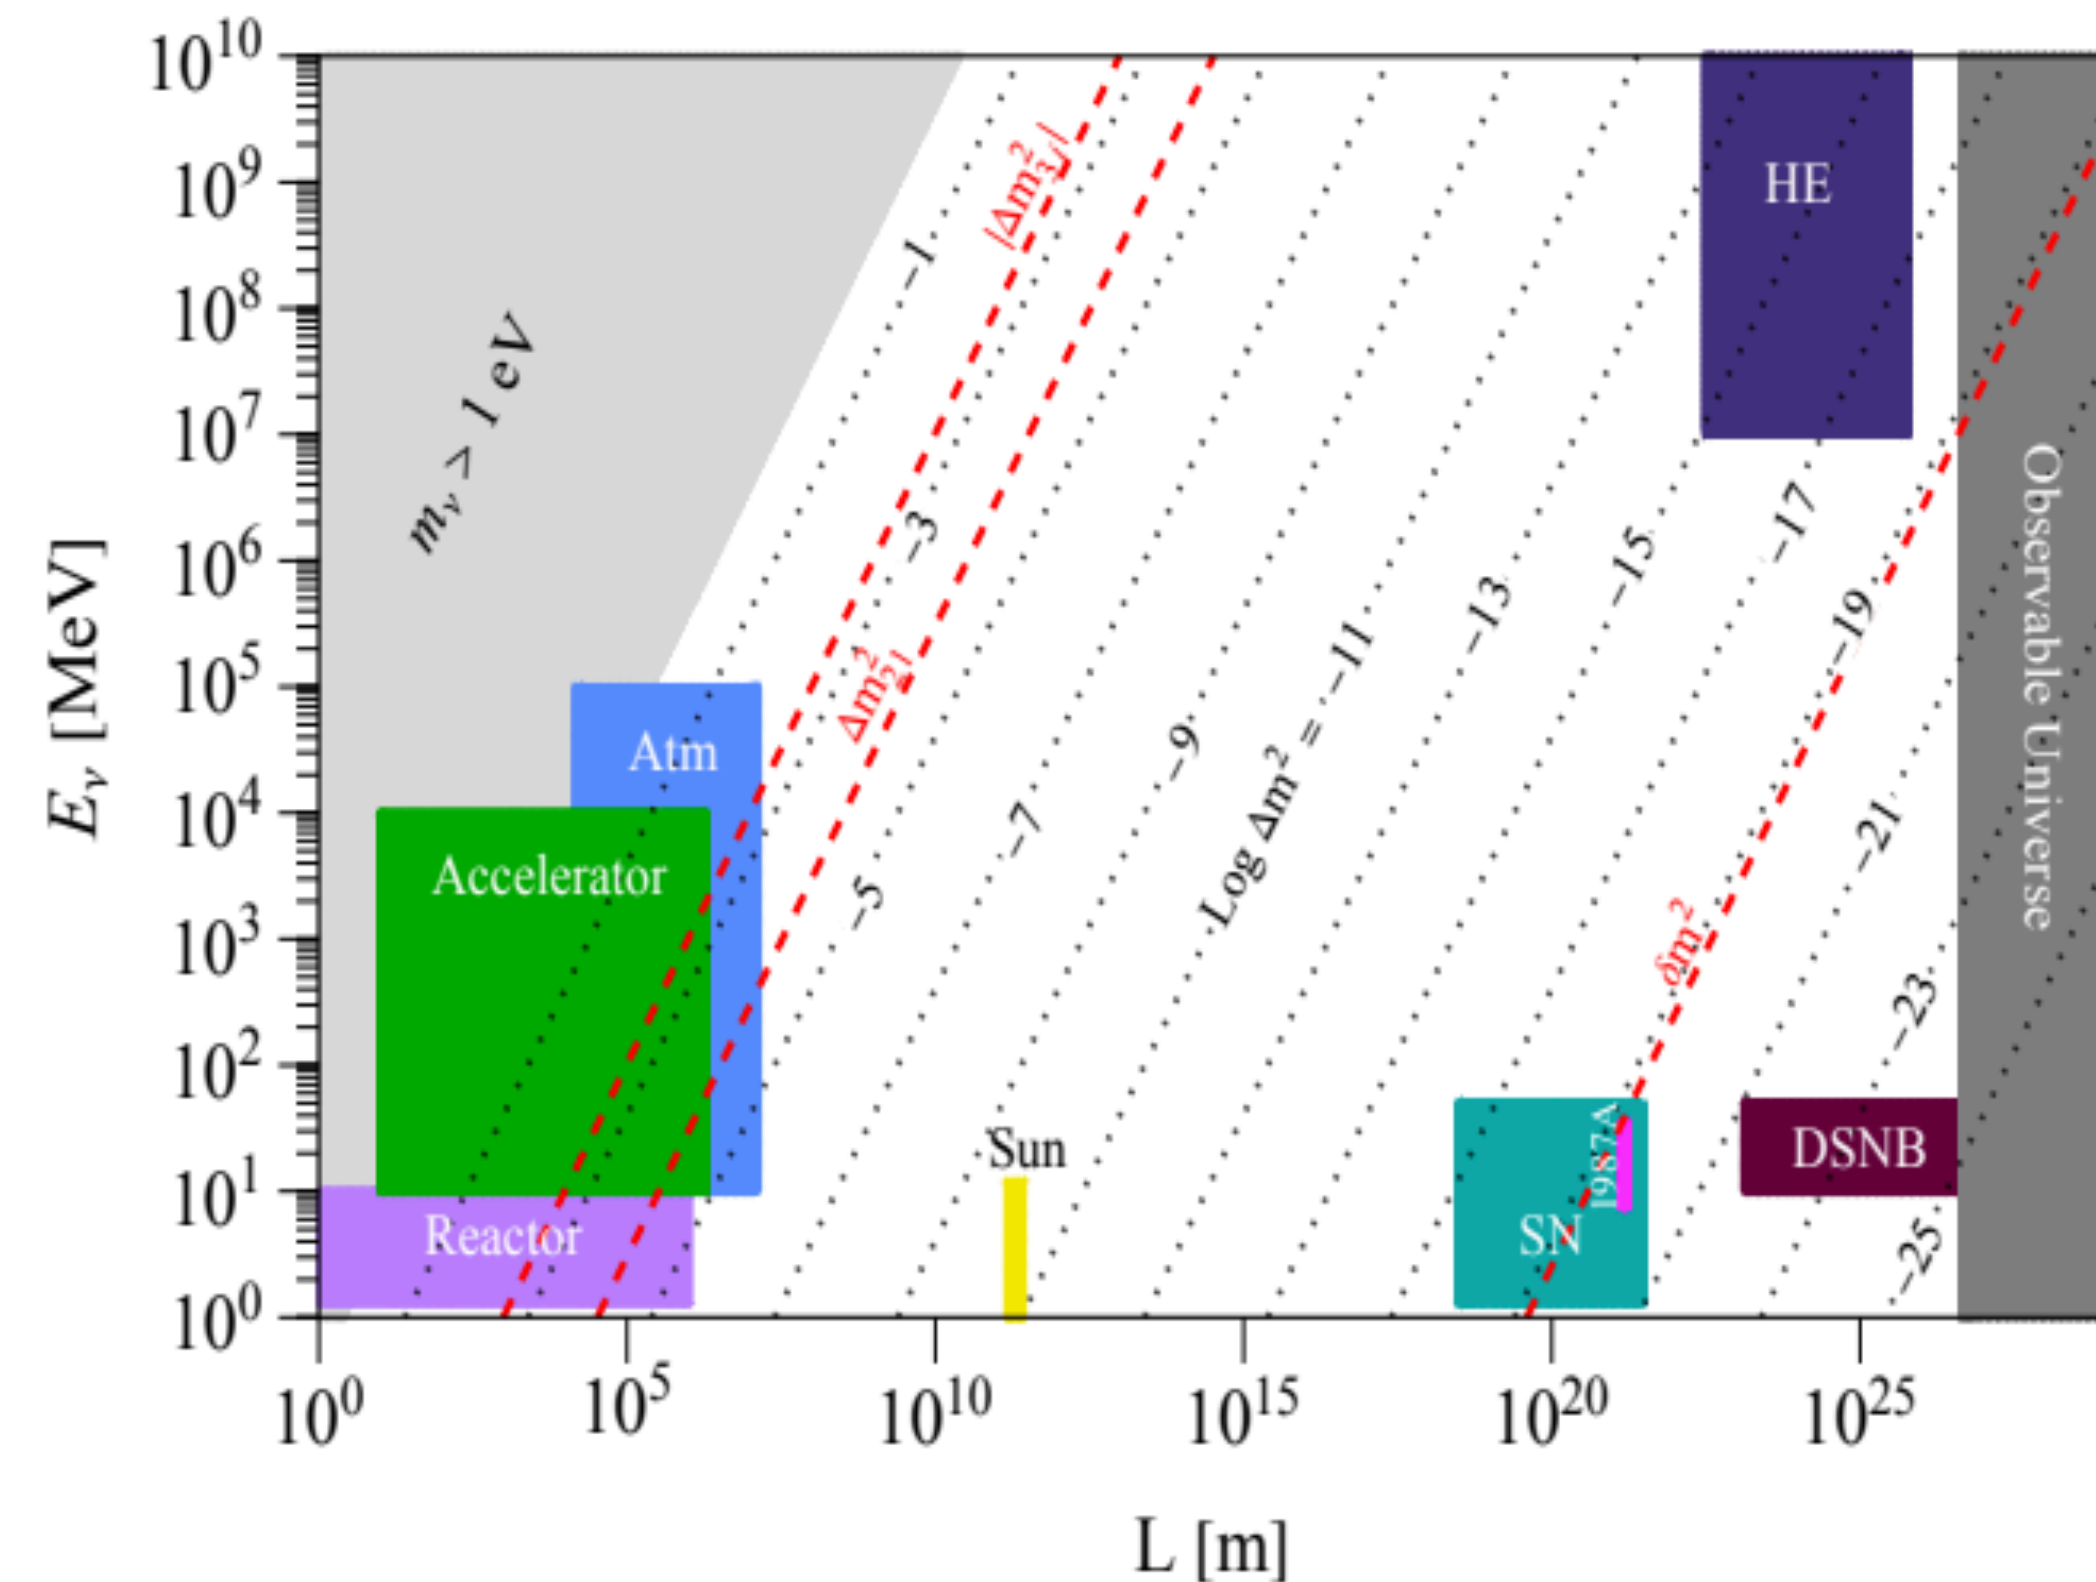 10^10
10^9
10^8
10^7
10^6
10^5
10^4
10^3
10^2
10^1
10^0
E_ν [MeV]
m_ν > 1 eV
|Δm²_3i|
Δm²_21
δm²
-1
-3
-5
-7
-9
Log Δm² = -11
-13
-15
-17
-19
-21
-23
-25
HE
Observable Universe
Atm
Accelerator
Reactor
Sun
SN
1987A
DSNB
10^0
10^5
10^10
10^15
10^20
10^25
L [m]